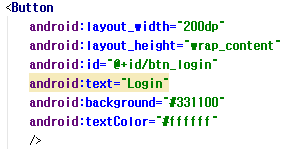 <Button
android:layout_width="200dp"
android:layout_height="wrap_content"
android:id="@+id/btn_login"
android:text="Login"
android:background="#331100"
android:textColor="#ffffff"
/>